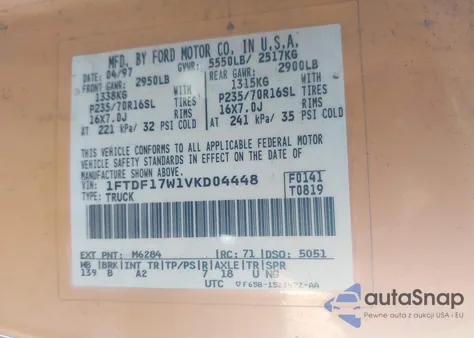 MFD. BY FORD MOTOR CO. IN U.S.A.
DATE: 04/97 GVWR: 5550LB/ 2517KG
FRONT GAWR: 2950LB REAR GAWR: 2900LB
1338KG WITH 1315KG WITH
P235/70R16SL TIRES P235/70R16SL TIRES
16X7.0J RIMS 16X7.0J RIMS
AT 221 kPa/ 32 PSI COLD AT 241 kPa/ 35 PSI COLD
THIS VEHICLE CONFORMS TO ALL APPLICABLE FEDERAL MOTOR
VEHICLE SAFETY STANDARDS IN EFFECT ON THE DATE OF
MANUFACTURE SHOWN ABOVE.
VIN: 1FTDF17W1VKD04448 F0141
TYPE: TRUCK T0819
EXT PNT: M6284 RC: 71 DSO: 5051
WB BRK INT TR TP/PS R AXLE TR SPR
139 B A2 7 18 U
UTC
autoSnap
Pewne auta z aukcji USA i EU